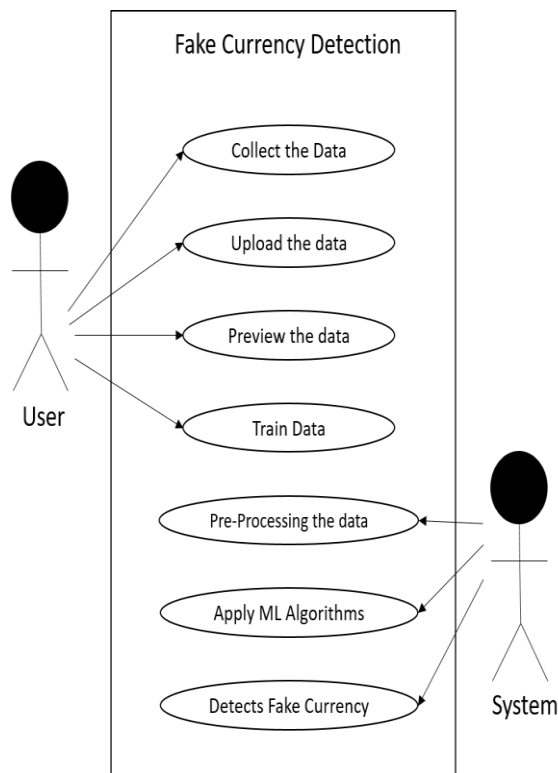 Fake Currency Detection
Collect the Data
Upload the data
Preview the data
User
Train Data
Pre-Processing the data
Apply ML Algorithms
Detects Fake Currency
System